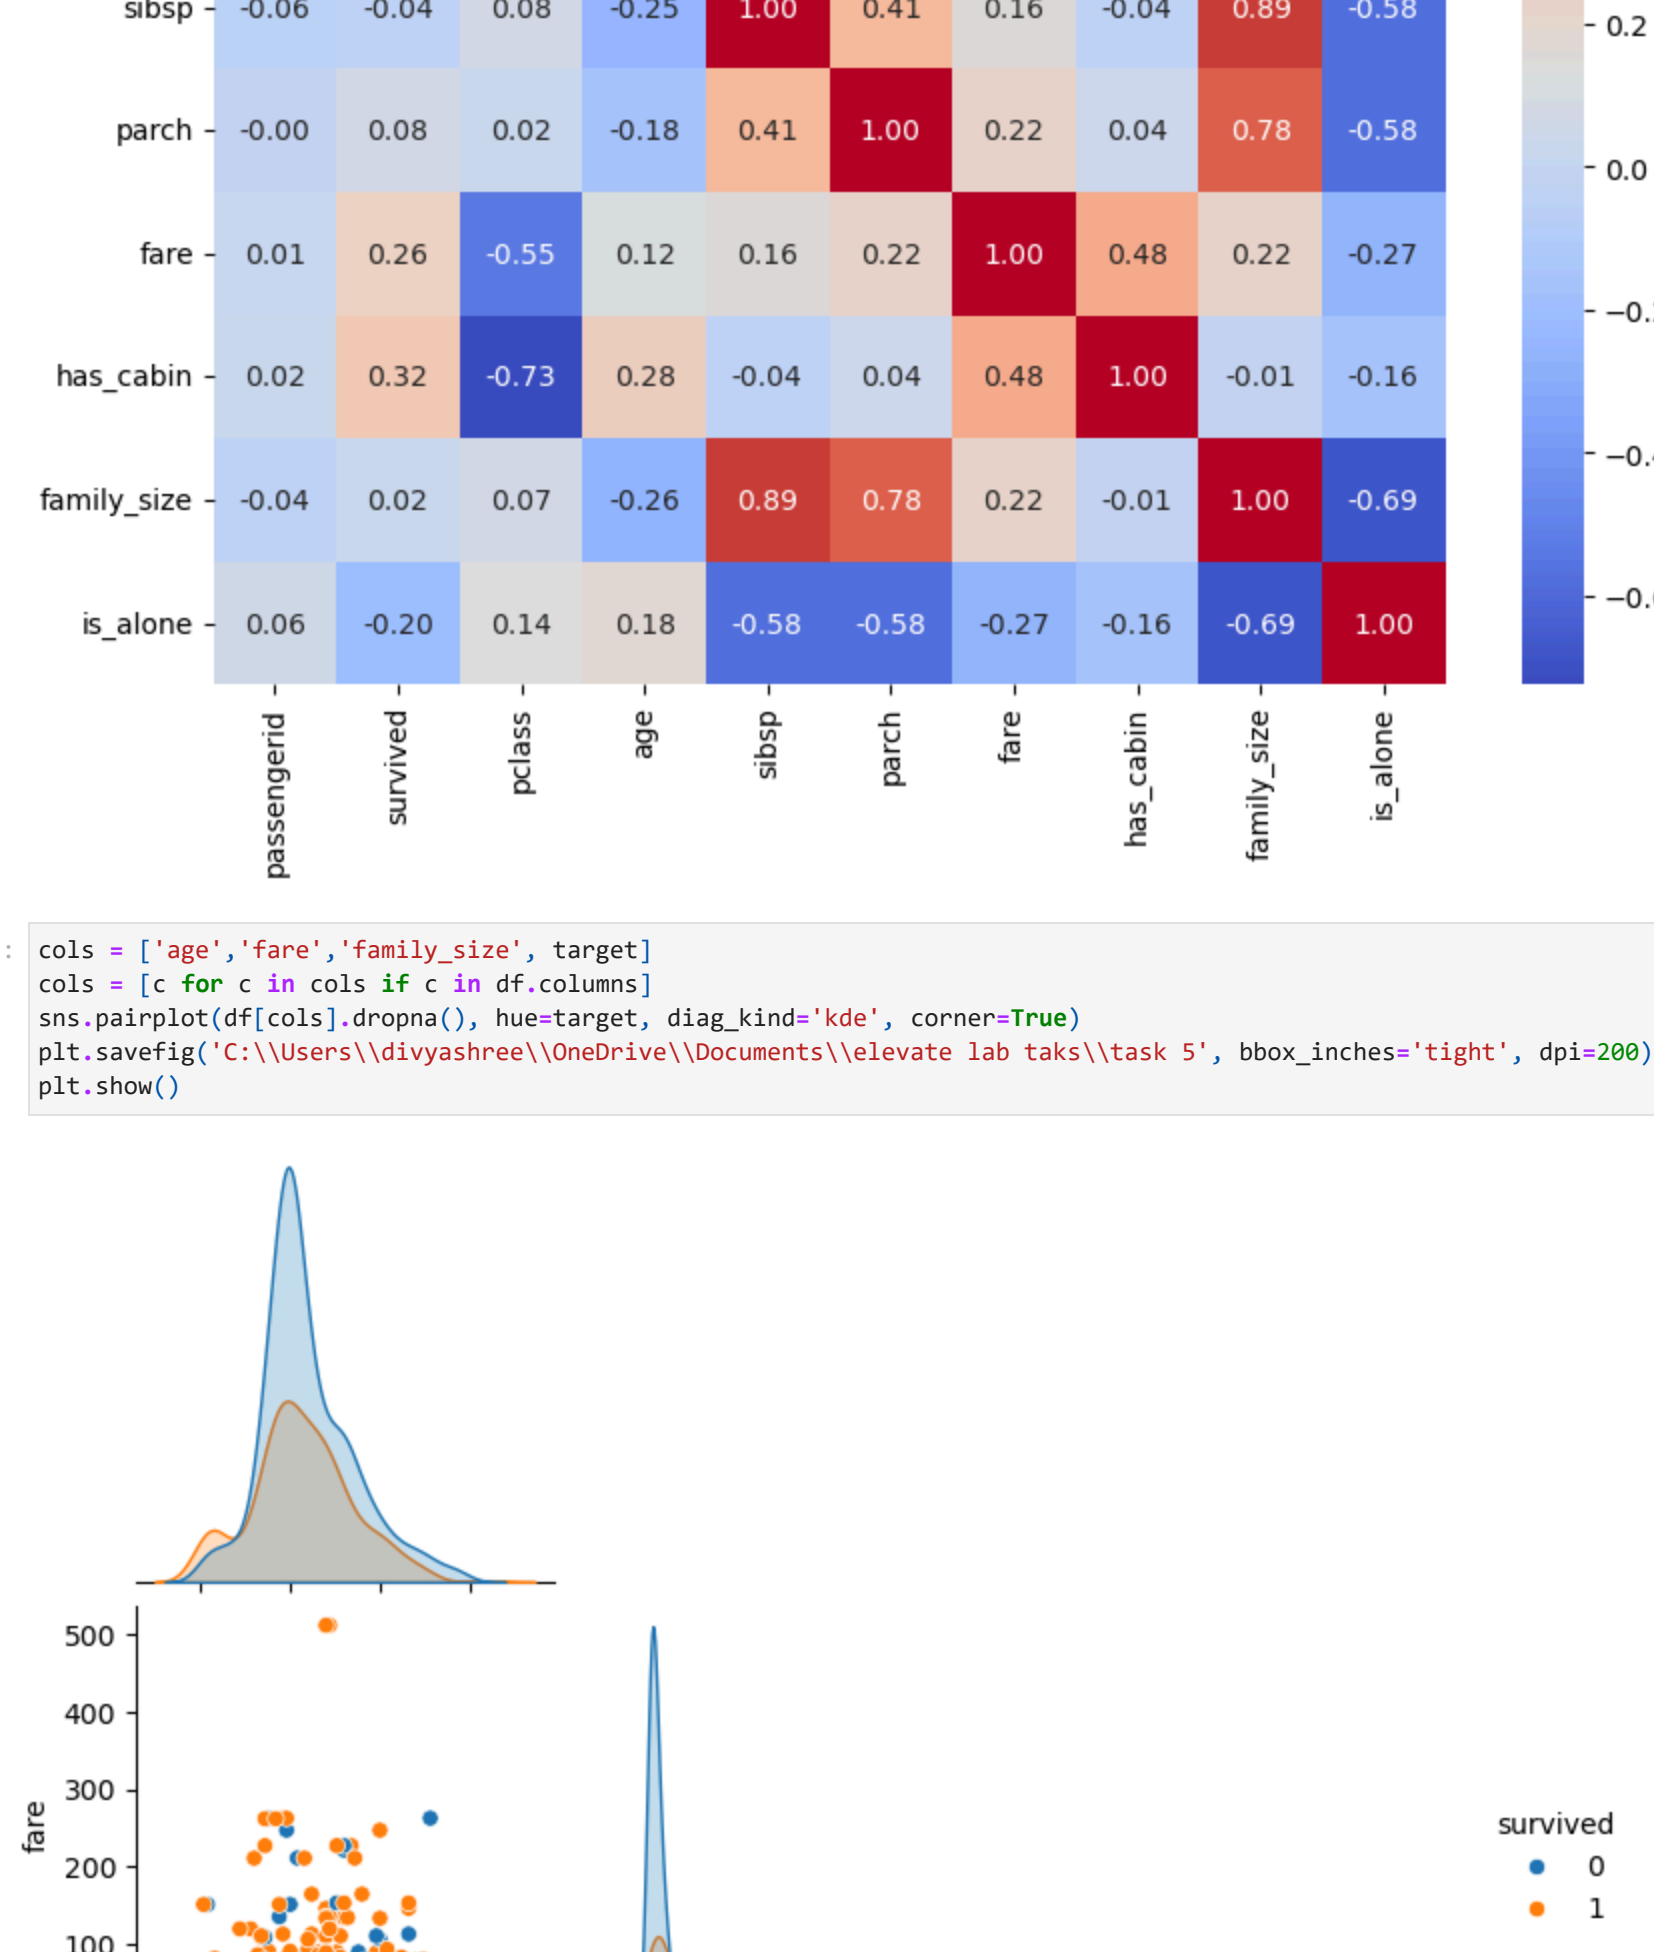 sibsp -0.06 -0.04 0.08 -0.25 1.00 0.41 0.16 -0.04 0.89 -0.58 0.2
parch -0.00 0.08 0.02 -0.18 0.41 1.00 0.22 0.04 0.78 -0.58 0.0
fare 0.01 0.26 -0.55 0.12 0.16 0.22 1.00 0.48 0.22 -0.27
has_cabin 0.02 0.32 -0.73 0.28 -0.04 0.04 0.48 1.00 -0.01 -0.16
family_size -0.04 0.02 0.07 -0.26 0.89 0.78 0.22 -0.01 1.00 -0.69
is_alone 0.06 -0.20 0.14 0.18 -0.58 -0.58 -0.27 -0.16 -0.69 1.00
passengerid survived pclass age sibsp parch fare has_cabin family_size is_alone
:
cols = ['age','fare','family_size', target]
cols = [c for c in cols if c in df.columns]
sns.pairplot(df[cols].dropna(), hue=target, diag_kind='kde', corner=True)
plt.savefig('C:\\Users\\divyashree\\OneDrive\\Documents\\elevate lab taks\\task 5', bbox_inches='tight', dpi=200)
plt.show()
500
400
300
200
100
fare
survived
0
1